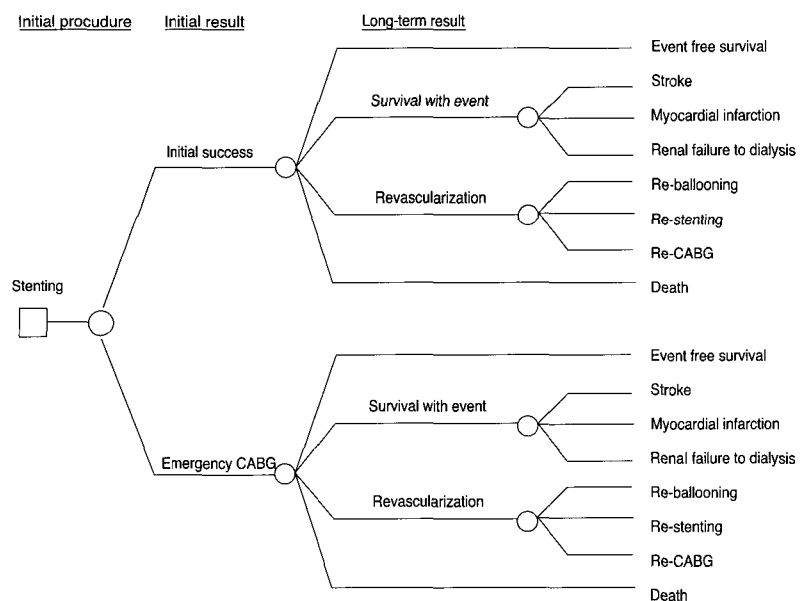 Initial procudure Initial result Long-term result
Event free survival
Stroke
Survival with event
Myocardial infarction
Initial success
Renal failure to dialysis
Re-ballooning
Revascularization
Re-stenting
Re-CABG
Stenting
Death
Event free survival
Stroke
Survival with event
Myocardial infarction
Emergency CABG
Renal failure to dialysis
Re-ballooning
Revascularization
Re-stenting
Re-CABG
Death